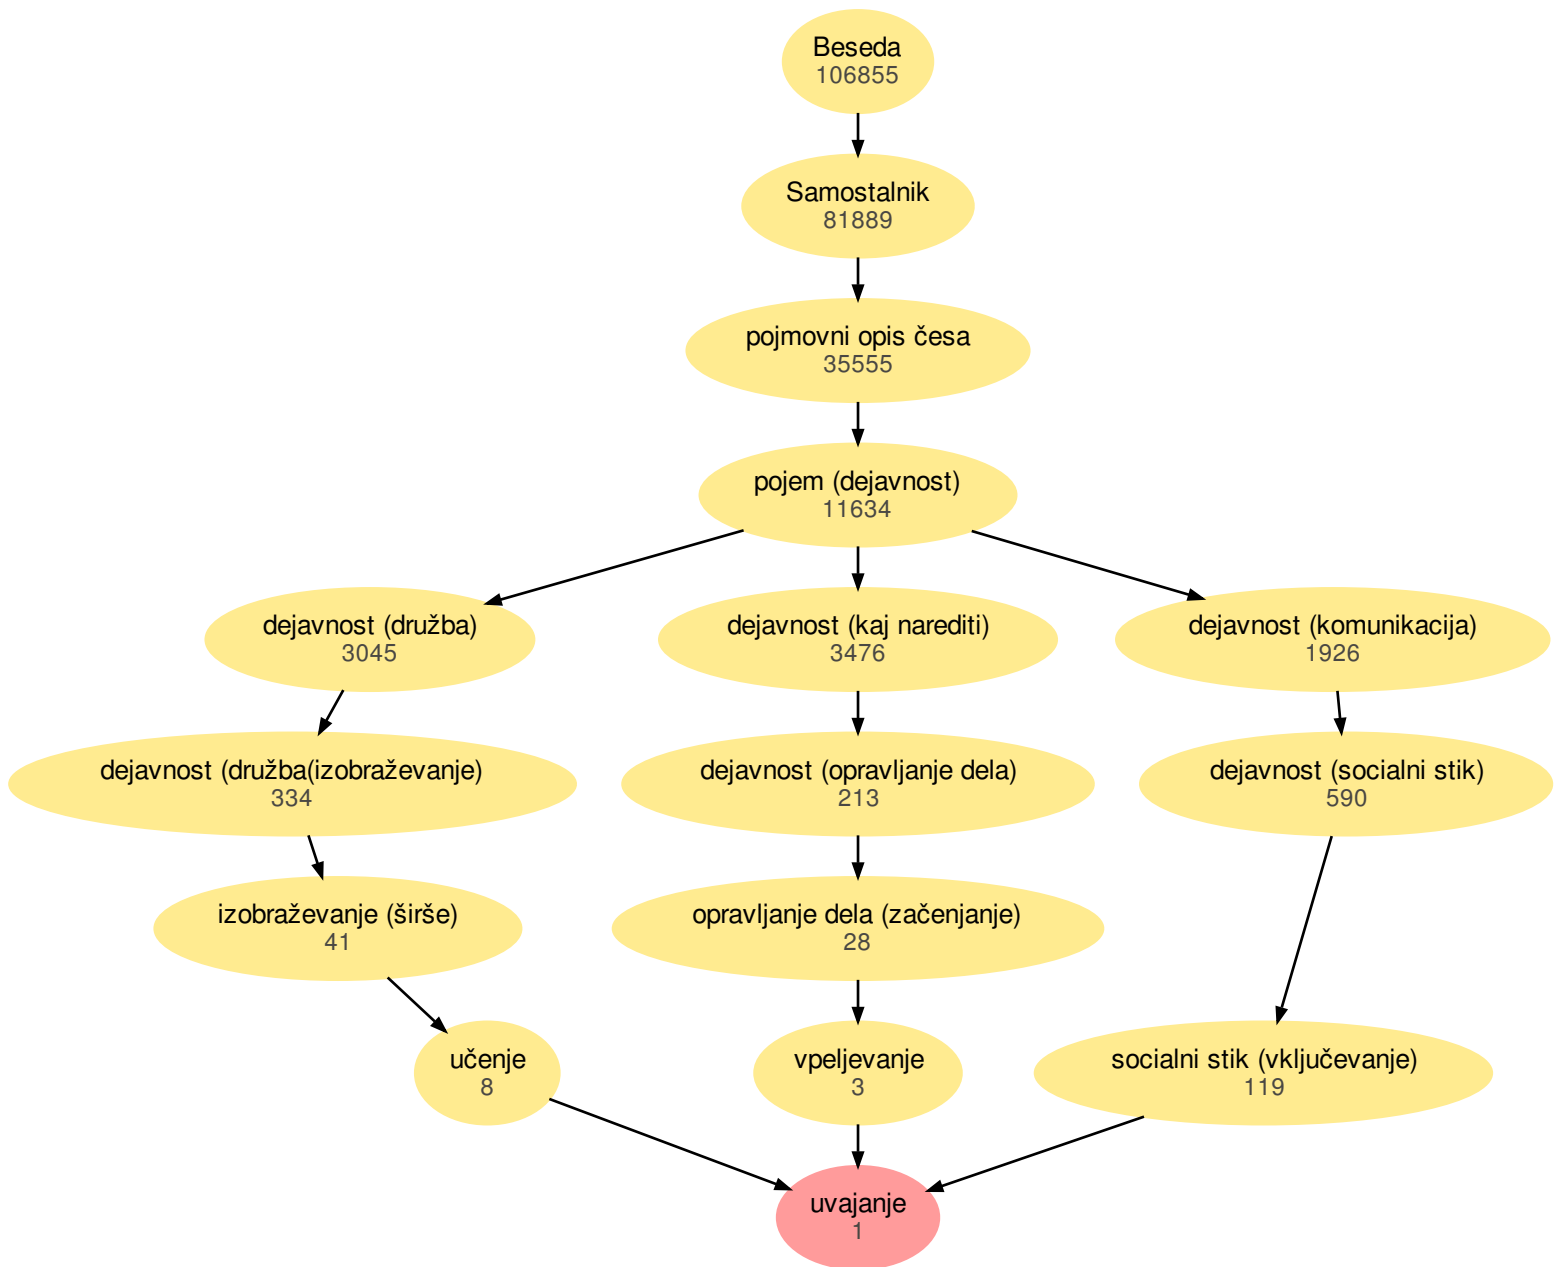 Beseda
106855
Samostalnik
81889
pojmovni opis česa
35555
pojem (dejavnost)
11634
dejavnost (družba)
3045
dejavnost (kaj narediti)
3476
dejavnost (komunikacija)
1926
dejavnost (družba(izobraževanje)
334
dejavnost (opravljanje dela)
213
dejavnost (socialni stik)
590
izobraževanje (širše)
41
opravljanje dela (začenjanje)
28
učenje
8
vpeljevanje
3
socialni stik (vključevanje)
119
uvajanje
1